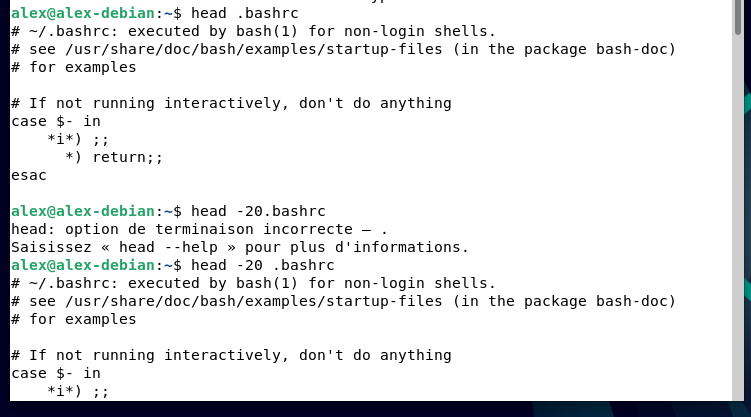 alex@alex-debian:~$ head .bashrc
# ~/.bashrc: executed by bash(1) for non-login shells.
# see /usr/share/doc/bash/examples/startup-files (in the package bash-doc)
# for examples

# If not running interactively, don't do anything
case $- in
    *i*) ;;
      *) return;;
esac

alex@alex-debian:~$ head -20.bashrc
head: option de terminaison incorrecte — .
Saisissez « head --help » pour plus d'informations.
alex@alex-debian:~$ head -20 .bashrc
# ~/.bashrc: executed by bash(1) for non-login shells.
# see /usr/share/doc/bash/examples/startup-files (in the package bash-doc)
# for examples

# If not running interactively, don't do anything
case $- in
    *i*) ;;